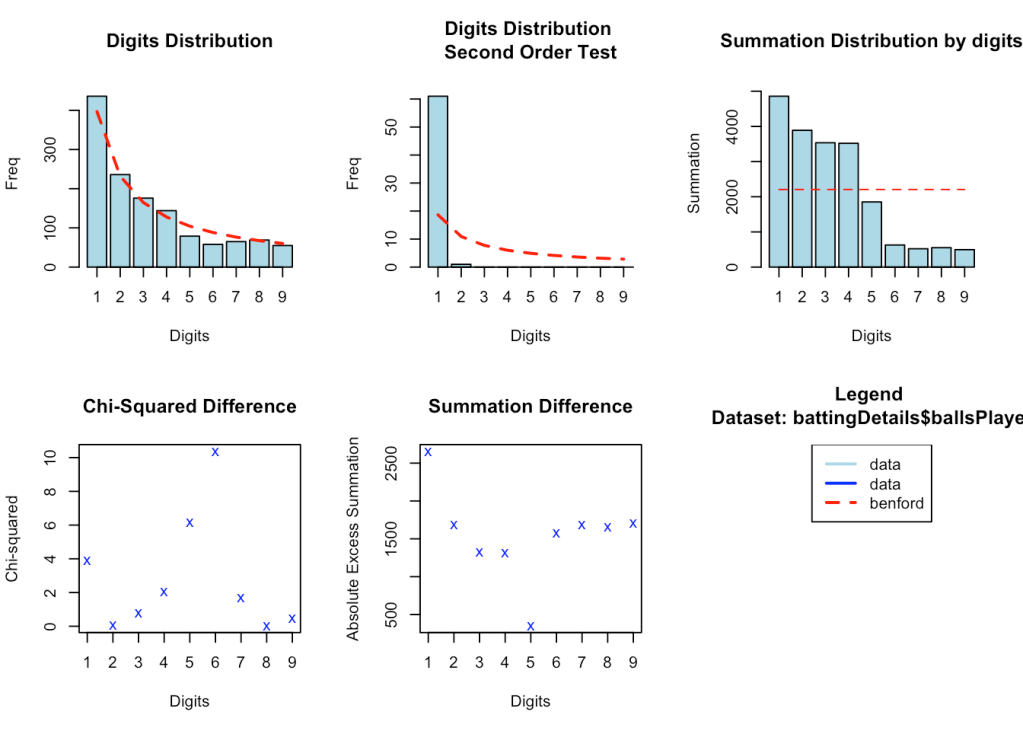 Digits Distribution
Freq
0 100 300
1 2 3 4 5 6 7 8 9
Digits
Digits Distribution
Second Order Test
Freq
0 10 30 50
1 2 3 4 5 6 7 8 9
Digits
Summation Distribution by digits
Summation
0 2000 4000
1 2 3 4 5 6 7 8 9
Digits
Chi-Squared Difference
Chi-squared
0 2 4 6 8 10
1 2 3 4 5 6 7 8 9
Digits
Summation Difference
Absolute Excess Summation
500 1500 2500
1 2 3 4 5 6 7 8 9
Digits
Legend
Dataset: battingDetails$ballsPlaye
data
data
benford